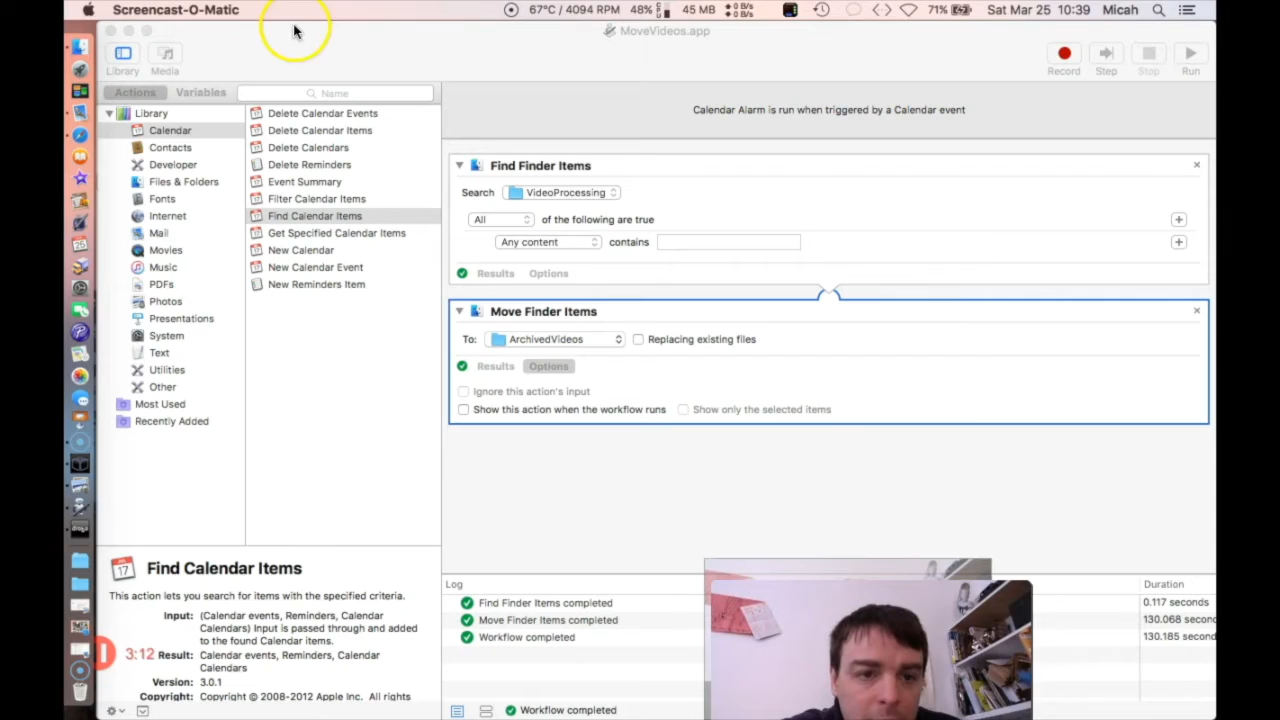 Screencast-O-Matic
67°C / 4094 RPM 48% 45 MB 0 B/s 0 B/s 71% Sat Mar 25 10:39 Micah
MoveVideos.app
Library Media Record Step Stop Run
Actions Variables Name
Library
Calendar
Contacts
Developer
Files & Folders
Fonts
Internet
Mail
Movies
Music
PDFs
Photos
Presentations
System
Text
Utilities
Other
Most Used
Recently Added
Delete Calendar Events
Delete Calendar Items
Delete Calendars
Delete Reminders
Event Summary
Filter Calendar Items
Find Calendar Items
Get Specified Calendar Items
New Calendar
New Calendar Event
New Reminders Item
Calendar Alarm is run when triggered by a Calendar event
Find Finder Items
Search VideoProcessing
All of the following are true
Any content contains
Results Options
Move Finder Items
To: ArchivedVideos Replacing existing files
Results Options
Ignore this action's input
Show this action when the workflow runs Show only the selected items
Find Calendar Items
This action lets you search for items with the specified criteria.
Input: (Calendar events, Reminders, Calendar
Calendars) Input is passed through and added
to the found Calendar items.
Result: Calendar events, Reminders, Calendar
Calendars
Version: 3.0.1
Copyright: Copyright © 2008-2012 Apple Inc. All rights
3:12
Log Duration
Find Finder Items completed 0.117 seconds
Move Finder Items completed 130.068 seconds
Workflow completed 130.185 seconds
Workflow completed